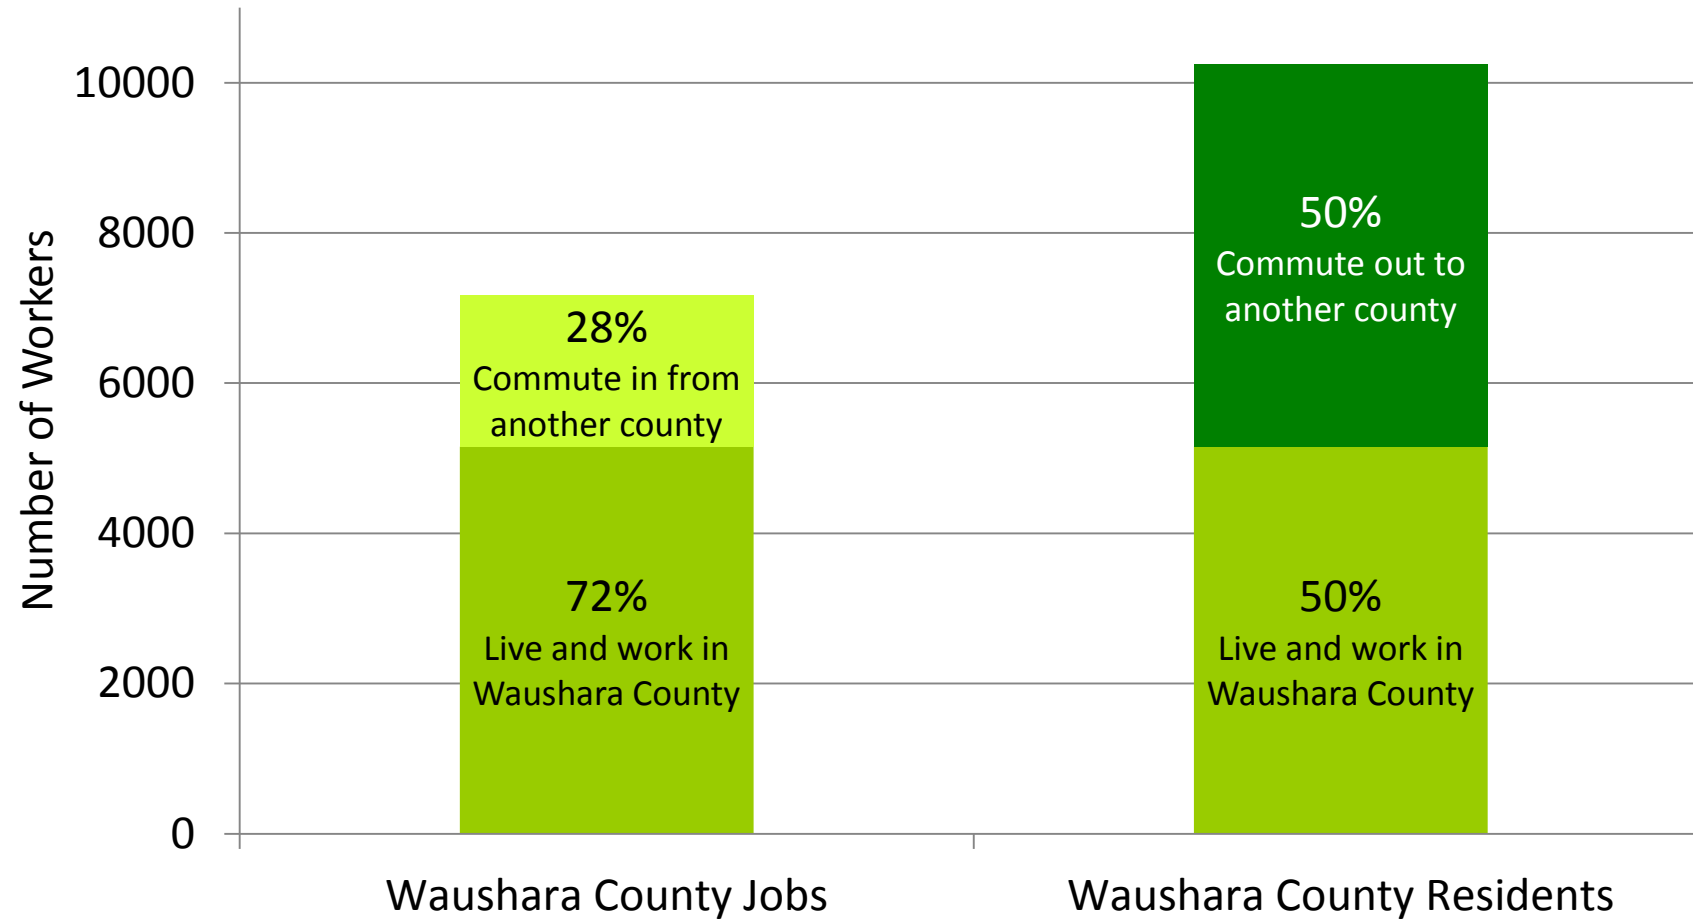 Number of Workers
10000
8000
6000
4000
2000
0
28%
Commute in from
another county
72%
Live and work in
Waushara County
50%
Commute out to
another county
50%
Live and work in
Waushara County
Waushara County Jobs
Waushara County Residents